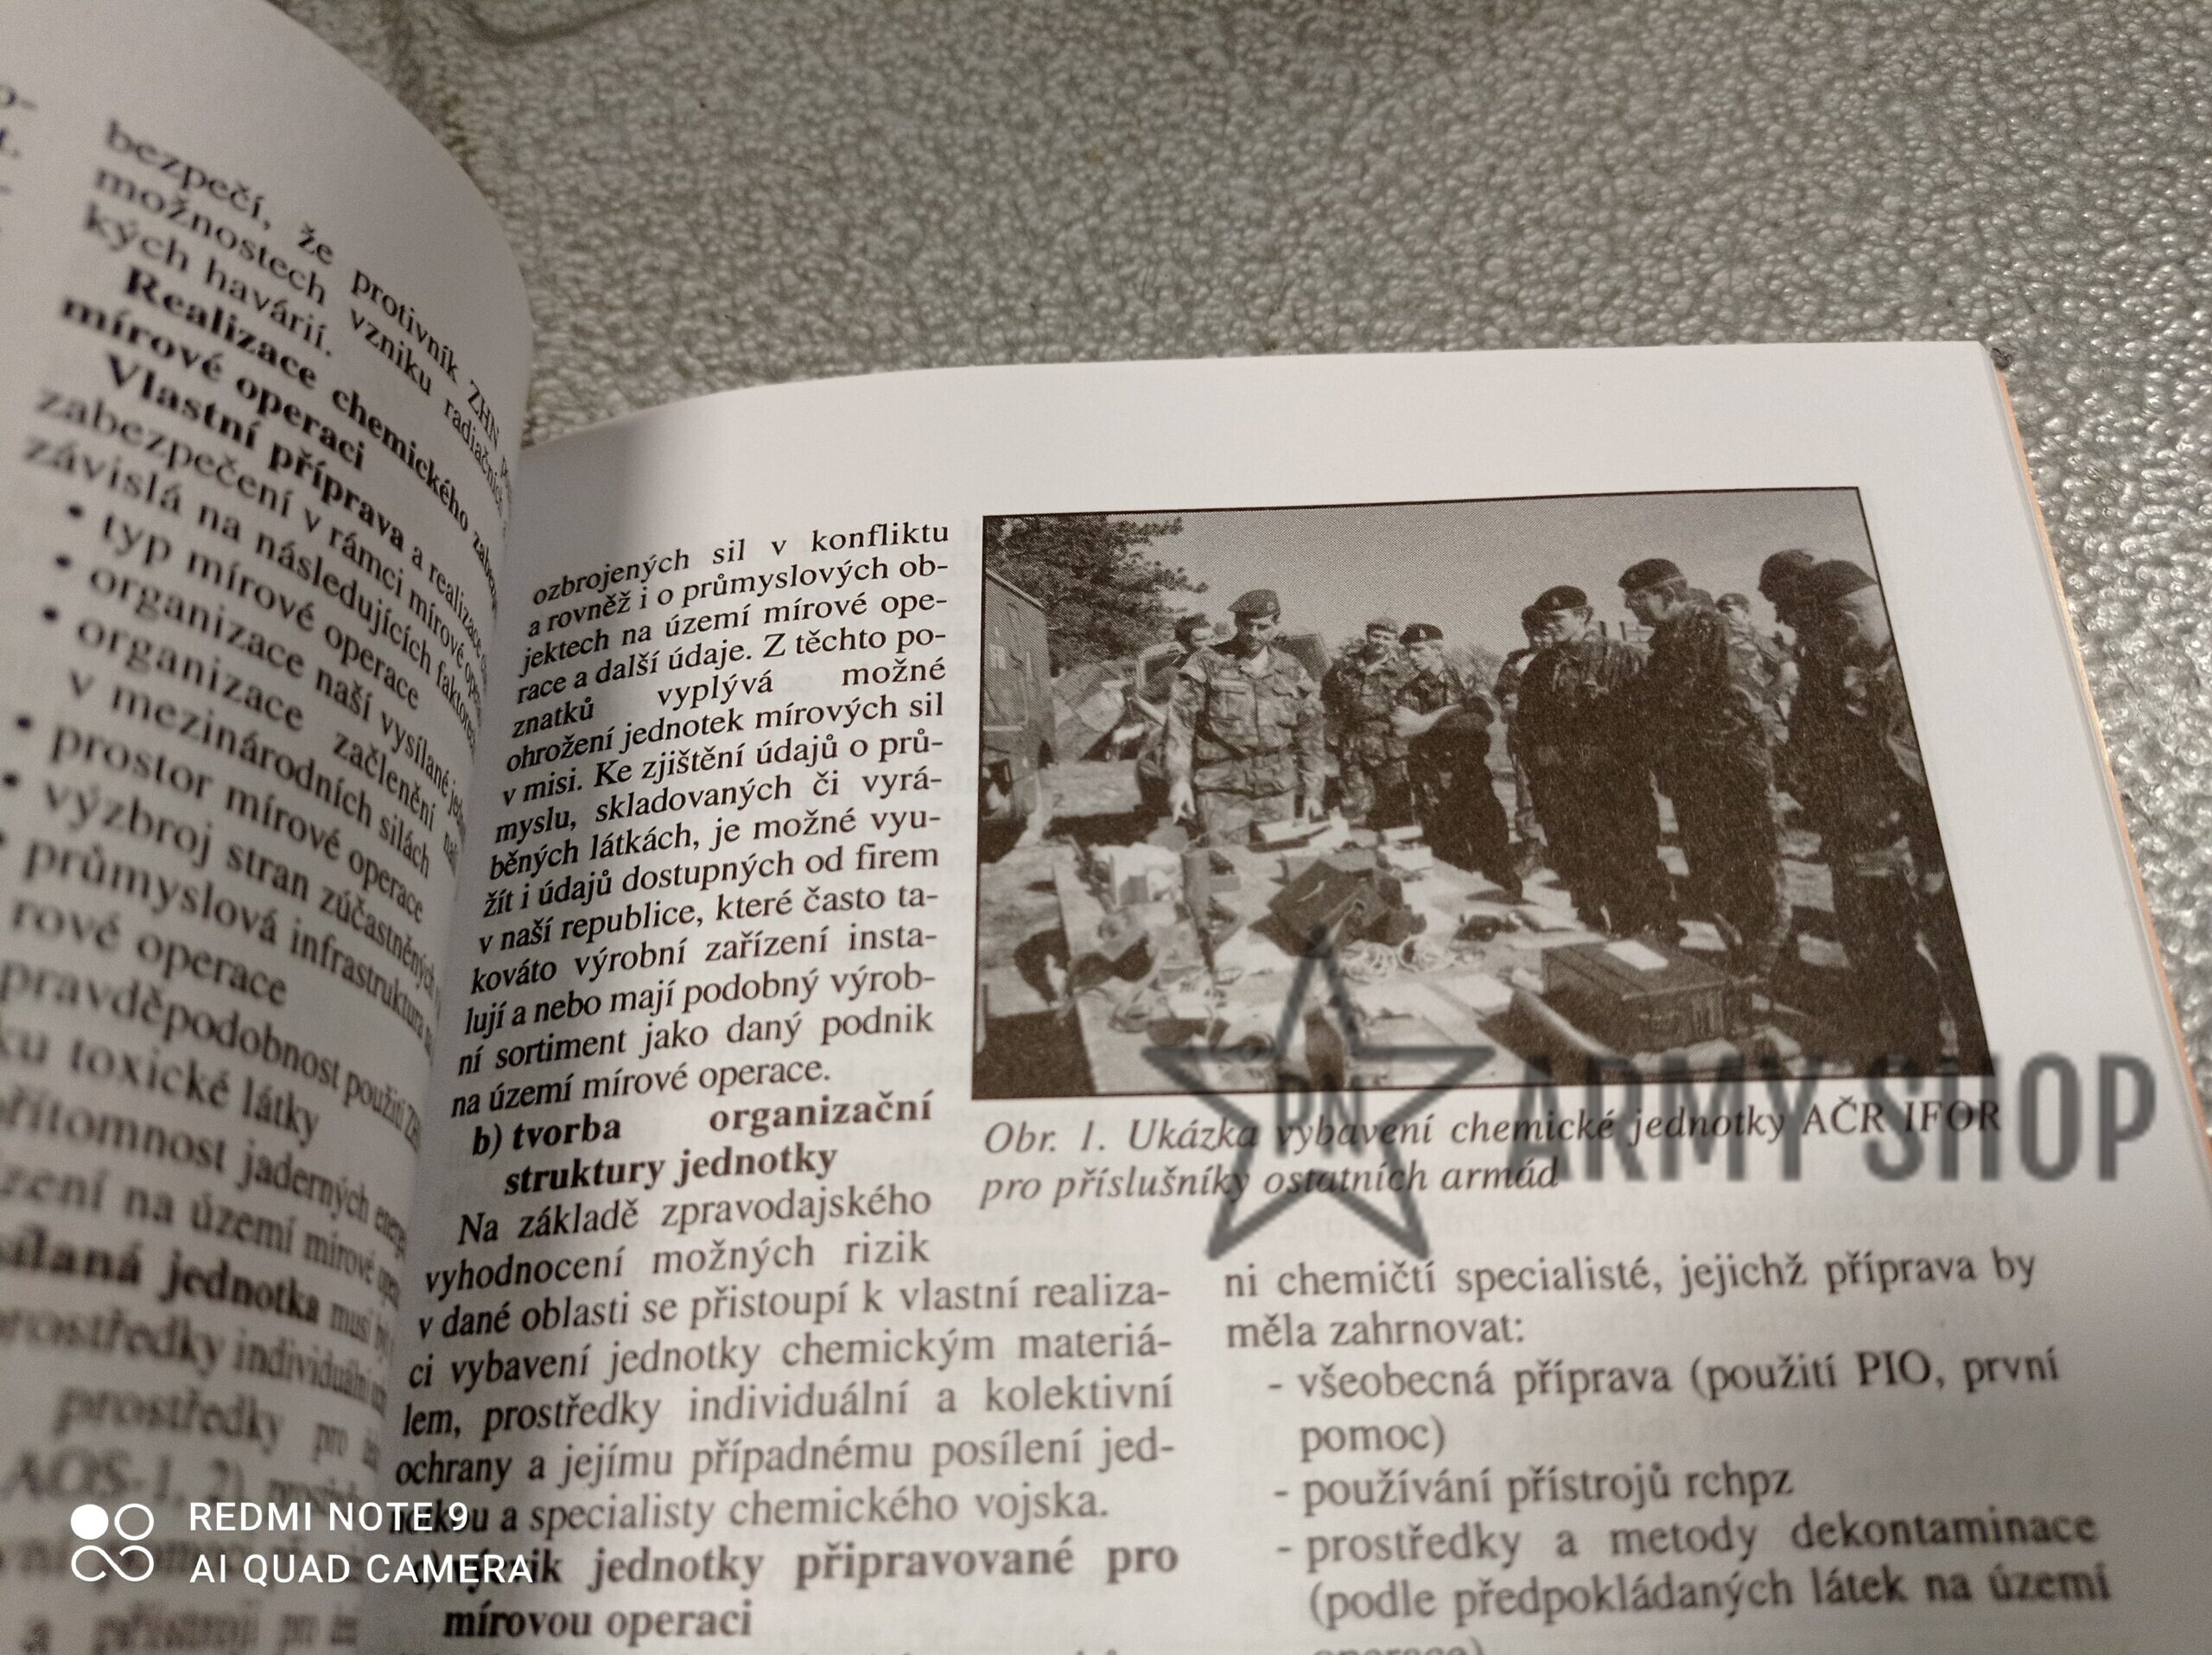 bezpečí, že protivník ZHN
možnostech vzniku radiačních
kých havárií.
Realizace chemického
mírové operaci
Vlastní příprava a realizace
zabezpečení v rámci mírové
závislá na následujících faktorech
• typ mírové operace
• organizace naší vysílané
• organizace začlenění
v mezinárodních silách
• prostor mírové operace
• výzbroj stran zúčastněných
• průmyslová infrastruktura
rové operace
pravděpodobnost použití
toxické látky
jaderných
na území mírové
jednotka musí
prostředky individuální
prostředky pro
AOS-1, 2)
a přístroji
ozbrojených sil v konfliktu
a rovněž i o průmyslových ob-
jektech na území mírové ope-
race a další údaje. Z těchto po-
znatků vyplývá možné
ohrožení jednotek mírových sil
v misi. Ke zjištění údajů o prů-
myslu, skladovaných či vyrá-
běných látkách, je možné vyu-
žít i údajů dostupných od firem
v naší republice, které často ta-
kováto výrobní zařízení insta-
lují a nebo mají podobný výrob-
ní sortiment jako daný podnik
na území mírové operace.
b) tvorba organizační
struktury jednotky
Na základě zpravodajského
vyhodnocení možných rizik
v dané oblasti se přistoupí k vlastní realiza-
ci vybavení jednotky chemickým materiá-
lem, prostředky individuální a kolektivní
ochrany a jejímu případnému posílení jed-
a specialisty chemického vojska.
jednotky připravované pro
mírovou operaci
Obr. 1. Ukázka vybavení chemické jednotky AČR IFOR
pro příslušníky ostatních armád
ni chemičtí specialisté, jejichž příprava by
měla zahrnovat:
- všeobecná příprava (použití PIO, první
pomoc)
- používání přístrojů rchpz
- prostředky a metody dekontaminace
(podle předpokládaných látek na území
operace)
PN ARMY SHOP
REDMI NOTE 9
AI QUAD CAMERA